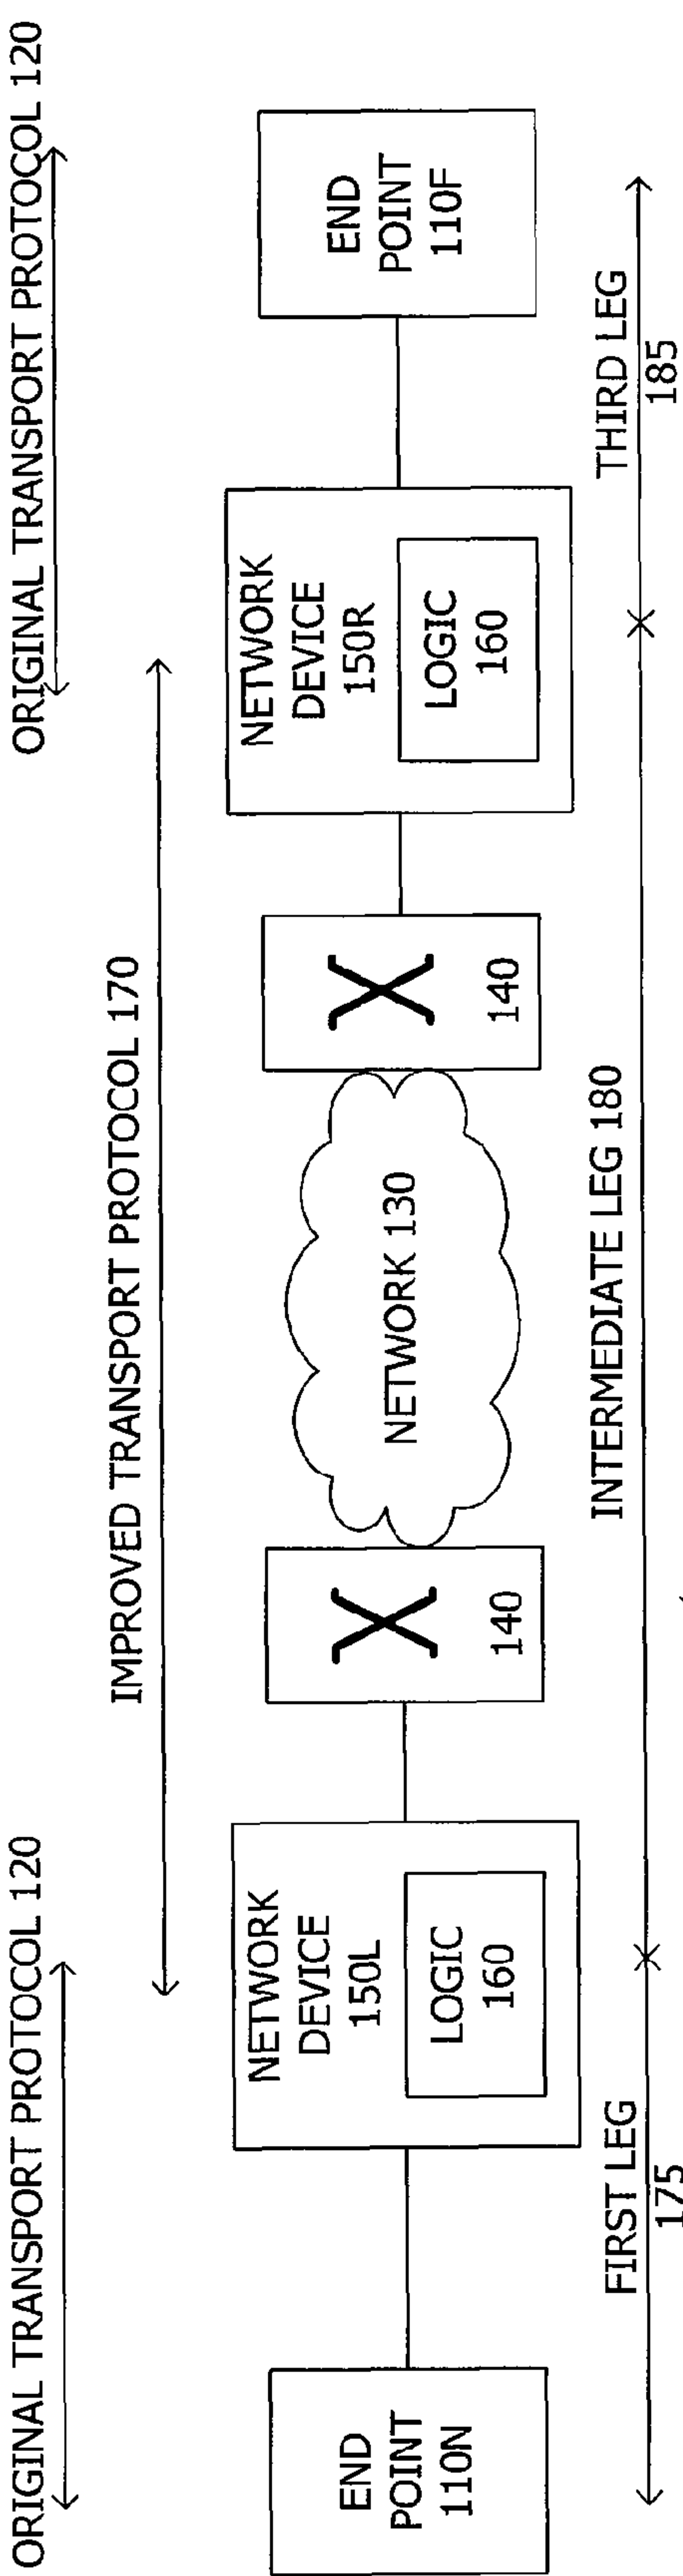 ORIGINAL TRANSPORT PROTOCOL 120
ORIGINAL TRANSPORT PROTOCOL 120
IMPROVED TRANSPORT PROTOCOL 170
END
POINT
110N
NETWORK
DEVICE
150L
LOGIC
160
140
NETWORK 130
140
NETWORK
DEVICE
150R
LOGIC
160
END
POINT
110F
FIRST LEG
175
INTERMEDIATE LEG 180
THIRD LEG
185